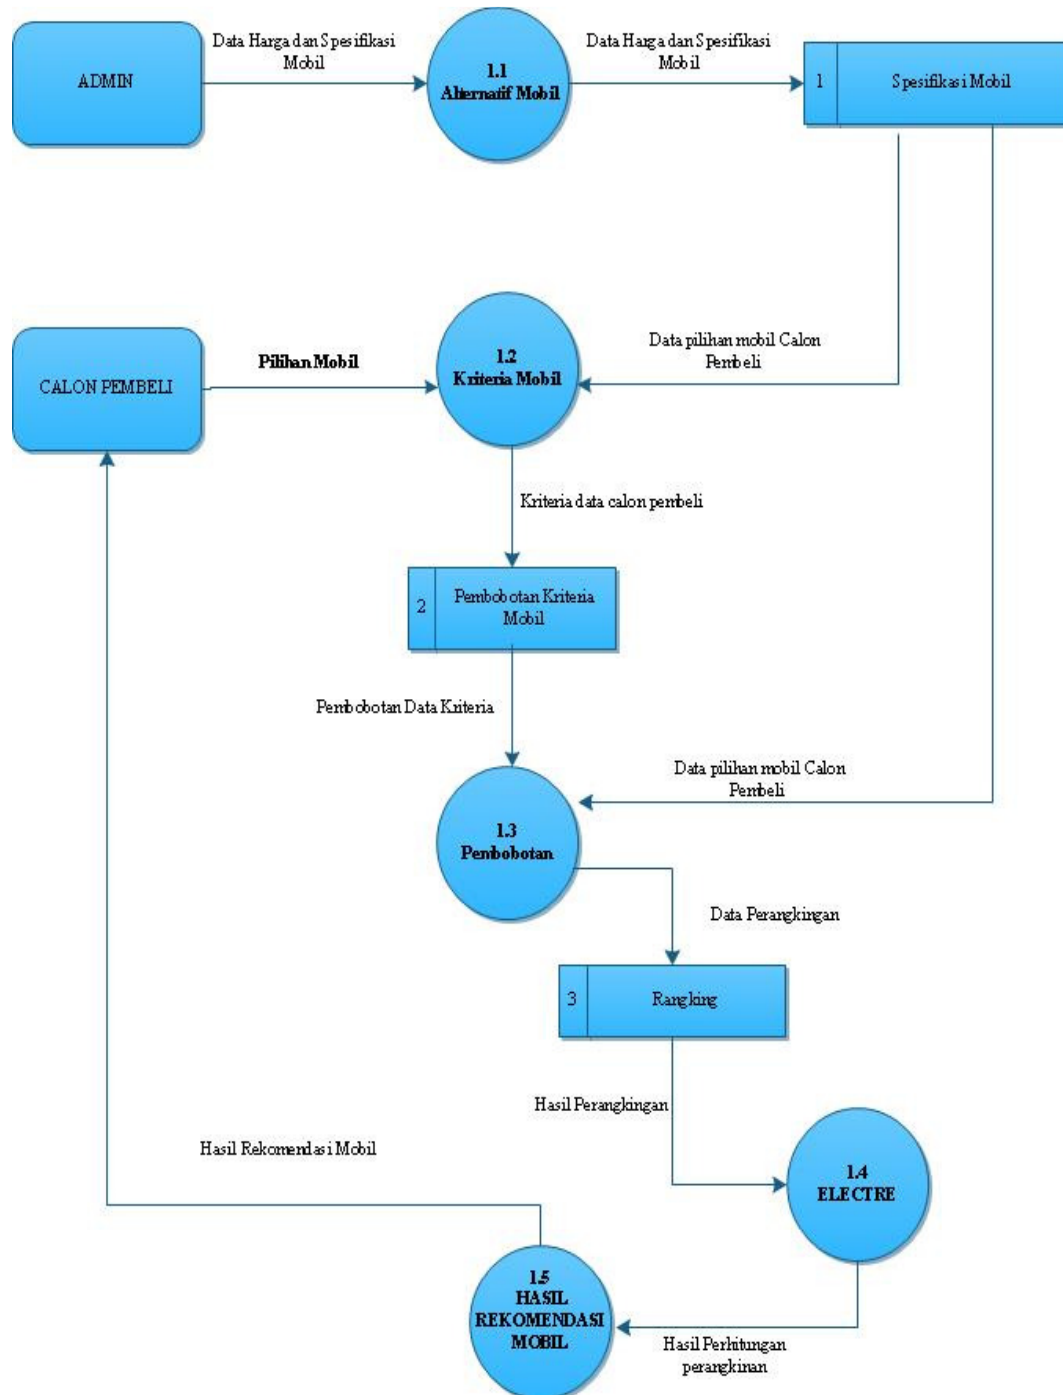 Data Harga dan Spesifikasi
Mobil
Data Harga dan Spesifikasi
Mobil
ADMIN
1.1
Alternatif Mobil
1
Spesifikasi Mobil
CALON PEMBELI
Pilihan Mobil
1.2
Kriteria Mobil
Data pilihan mobil Calon
Pembeli
Kriteria data calon pembeli
2
Pembobotan Kriteria
Mobil
Pembobotan Data Kriteria
Data pilihan mobil Calon
Pembeli
1.3
Pembobotan
Data Perangkingan
3
Rangking
Hasil Perangkingan
Hasil Rekomendasi Mobil
1.4
ELECTRE
1.5
HASIL
REKOMENDASI
MOBIL
Hasil Perhitungan
perangkinan